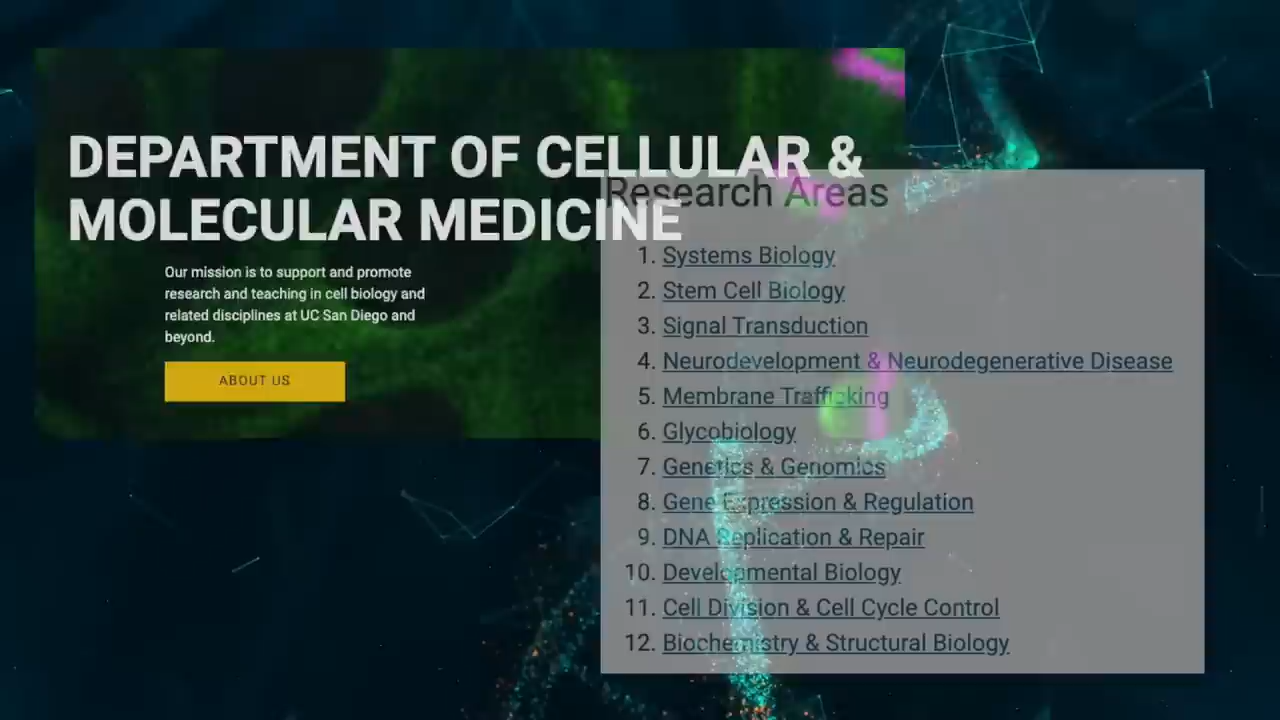 DEPARTMENT OF CELLULAR &
MOLECULAR MEDICINE
Our mission is to support and promote
research and teaching in cell biology and
related disciplines at UC San Diego and
beyond.
ABOUT US
Research Areas
1. Systems Biology
2. Stem Cell Biology
3. Signal Transduction
4. Neurodevelopment & Neurodegenerative Disease
5. Membrane Trafficking
6. Glycobiology
7. Genetics & Genomics
8. Gene Expression & Regulation
9. DNA Replication & Repair
10. Developmental Biology
11. Cell Division & Cell Cycle Control
12. Biochemistry & Structural Biology